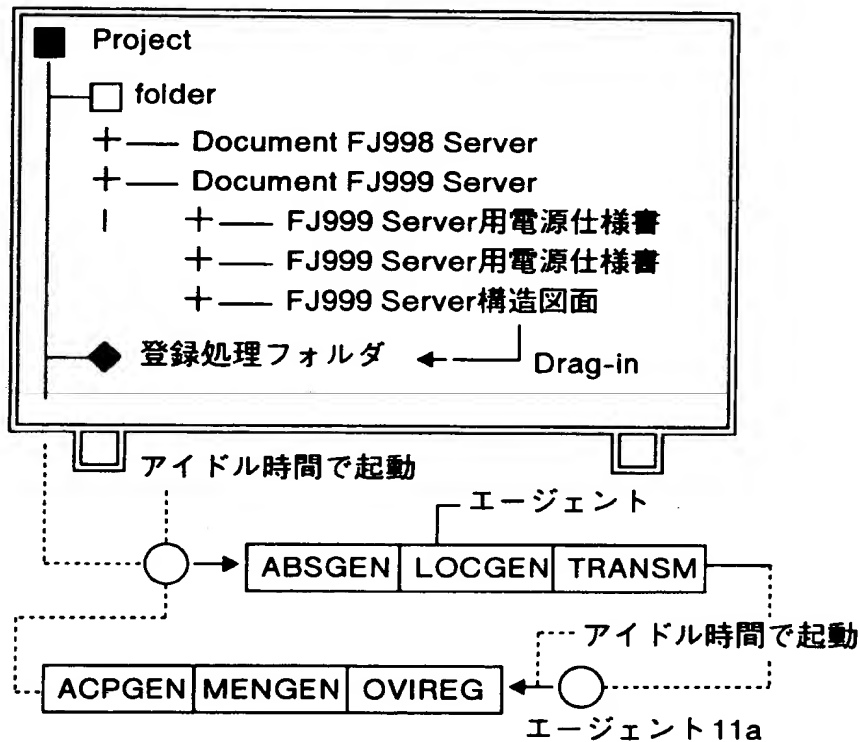 Project
folder
Document FJ998 Server
Document FJ999 Server
FJ999 Server用電源仕様書
FJ999 Server用電源仕様書
FJ999 Server構造図面
登録処理フォルダ
Drag-in
アイドル時間で起動
エージェント
ABSGEN LOCGEN TRANSM
アイドル時間で起動
ACPGEN MENGEN OVIREG
エージェント11a